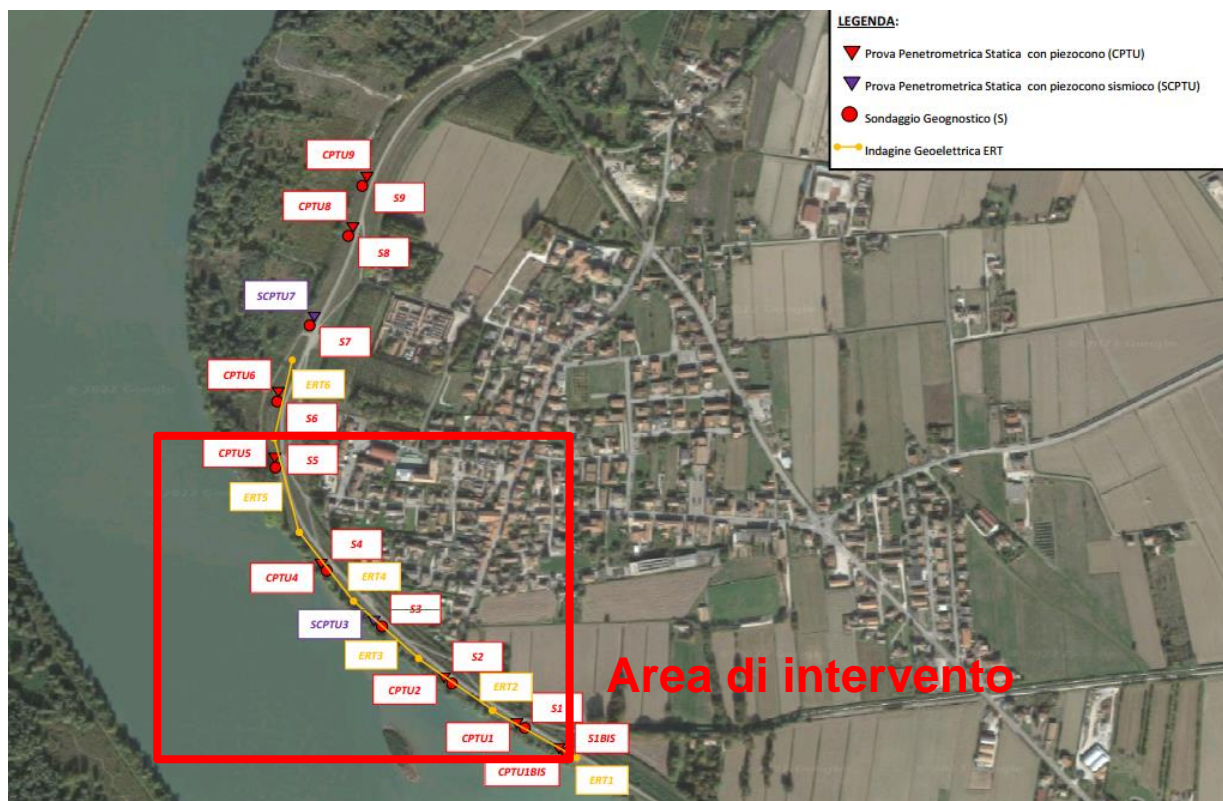 LEGENDA:
Prova Penetrometrica Statica con piezocono (CPTU)
Prova Penetrometrica Statica con piezocono sismioco (SCPTU)
Sondaggio Geognostico (S)
Indagine Geoelettrica ERT
CPTU9
S9
CPTU8
S8
SCPTU7
S7
CPTU6
ERT6
S6
CPTU5
S5
ERT5
S4
CPTU4
ERT4
S3
SCPTU3
ERT3
S2
CPTU2
ERT2
Area di intervento
S1
CPTU1
S1BIS
CPTU1BIS
ERT1